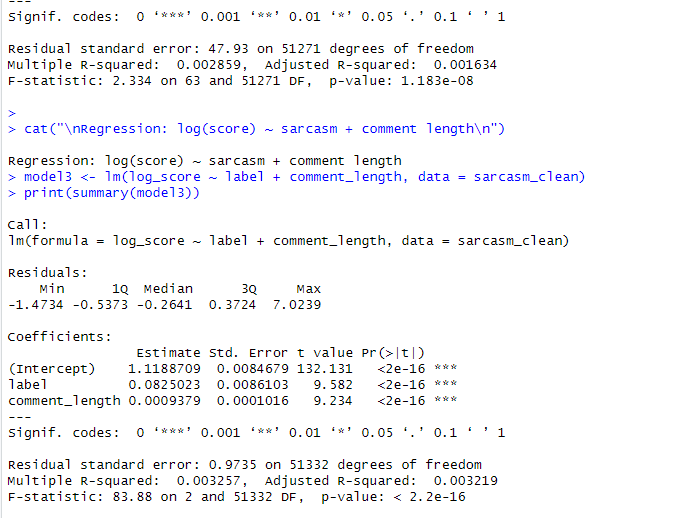 ---
Signif. codes:  0 ‘***’ 0.001 ‘**’ 0.01 ‘*’ 0.05 ‘.’ 0.1 ‘ ’ 1

Residual standard error: 47.93 on 51271 degrees of freedom
Multiple R-squared:  0.002859,  Adjusted R-squared:  0.001634
F-statistic: 2.334 on 63 and 51271 DF,  p-value: 1.183e-08

>
> cat("\nRegression: log(score) ~ sarcasm + comment length\n")

Regression: log(score) ~ sarcasm + comment length
> model3 <- lm(log_score ~ label + comment_length, data = sarcasm_clean)
> print(summary(model3))

Call:
lm(formula = log_score ~ label + comment_length, data = sarcasm_clean)

Residuals:
    Min      1Q  Median      3Q     Max
-1.4734 -0.5373 -0.2641  0.3724  7.0239

Coefficients:
                Estimate Std. Error t value Pr(>|t|)
(Intercept)    1.1188709  0.0084679 132.131   <2e-16 ***
label          0.0825023  0.0086103   9.582   <2e-16 ***
comment_length 0.0009379  0.0001016   9.234   <2e-16 ***
---
Signif. codes:  0 ‘***’ 0.001 ‘**’ 0.01 ‘*’ 0.05 ‘.’ 0.1 ‘ ’ 1

Residual standard error: 0.9735 on 51332 degrees of freedom
Multiple R-squared:  0.003257,  Adjusted R-squared:  0.003219
F-statistic: 83.88 on 2 and 51332 DF,  p-value: < 2.2e-16